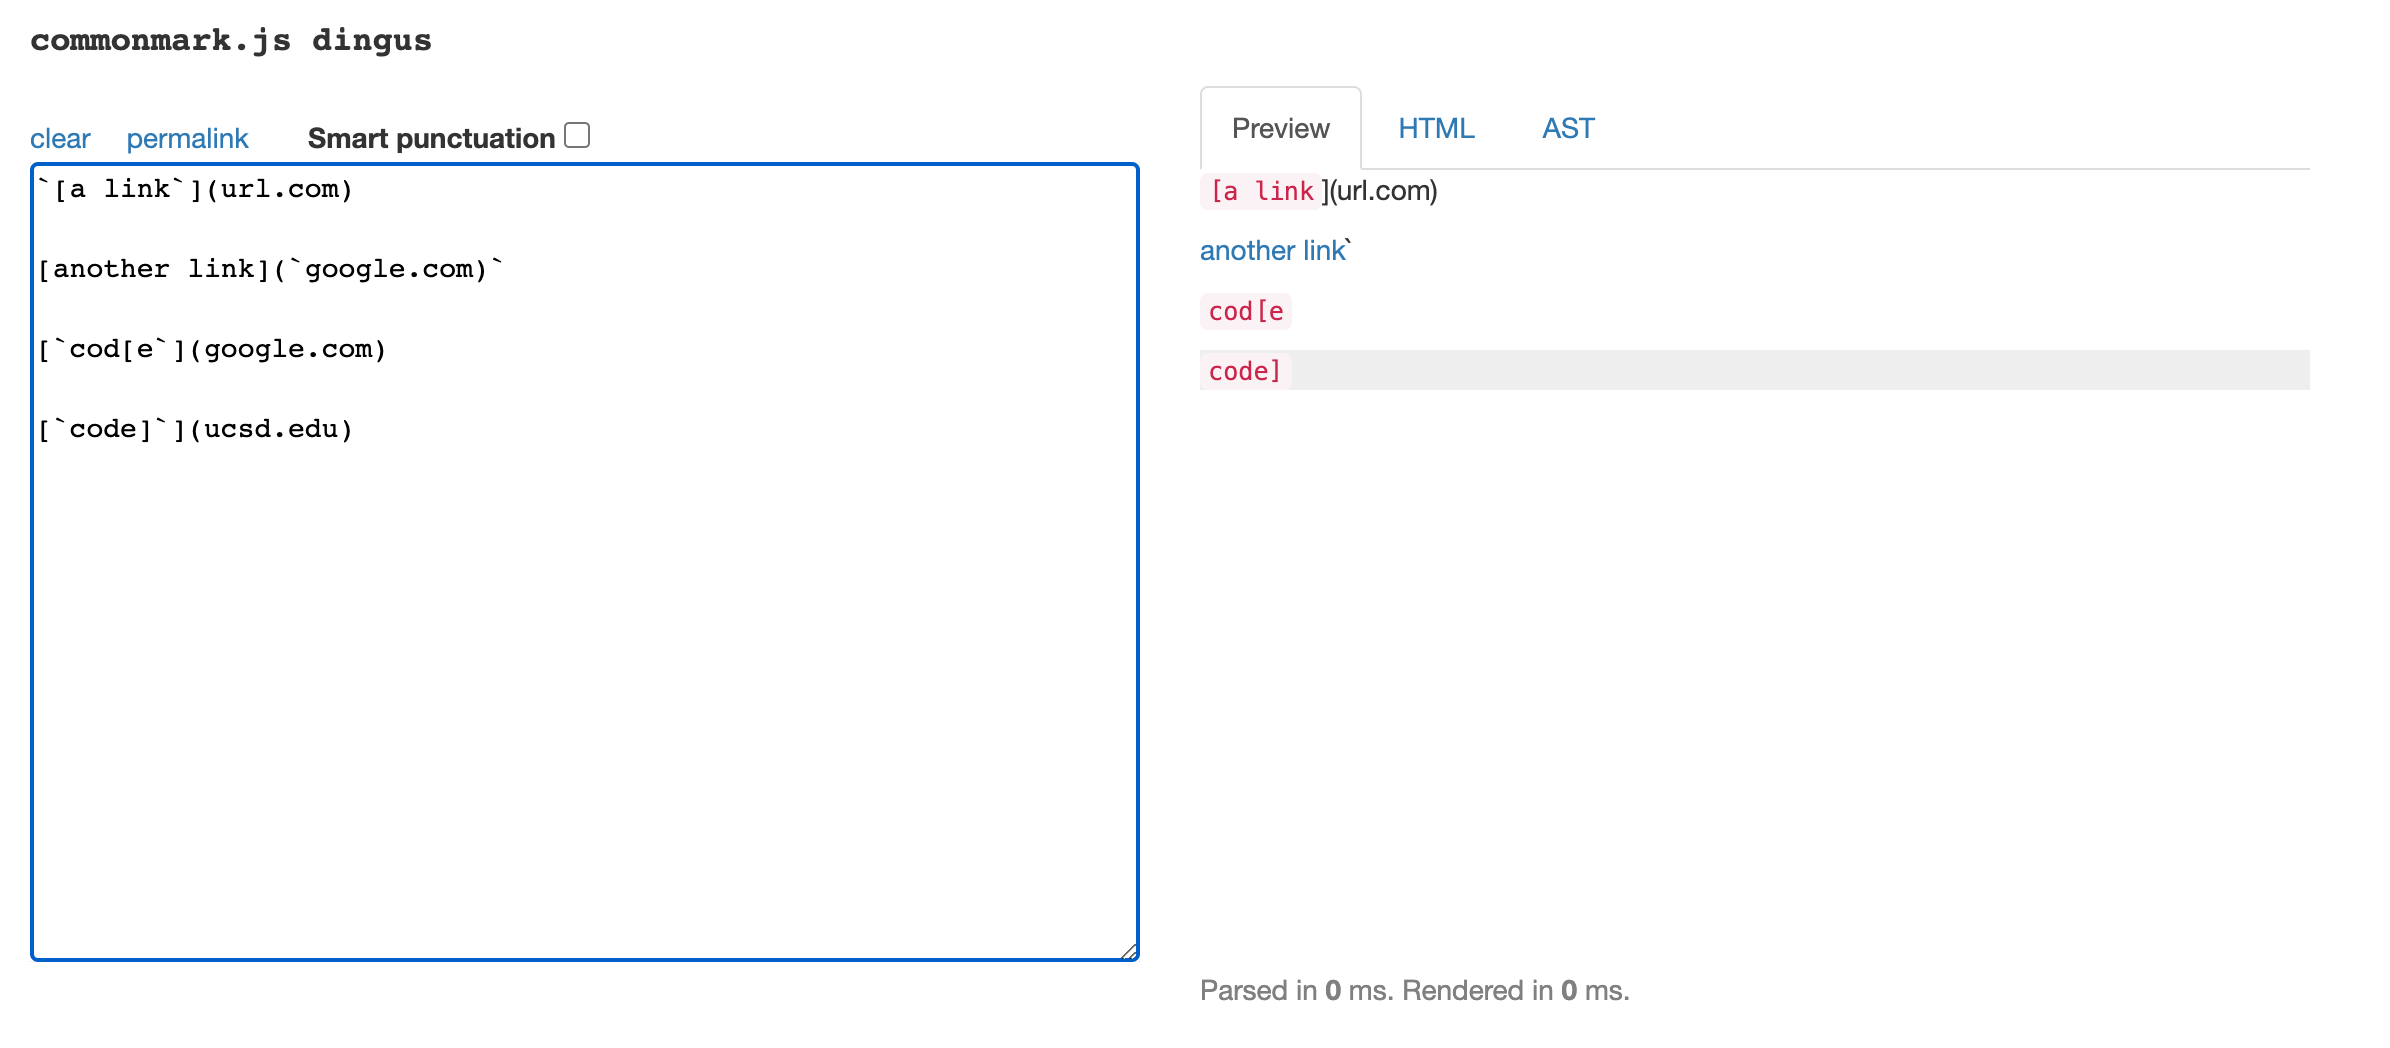 commonmark.js dingus
clear permalink Smart punctuation
Preview HTML AST
`[a link`](url.com)
[another link](`google.com)`
[`cod[e`](google.com)
[`code]`](ucsd.edu)
[a link](url.com)
another link`
cod[e
code]
Parsed in 0 ms. Rendered in 0 ms.